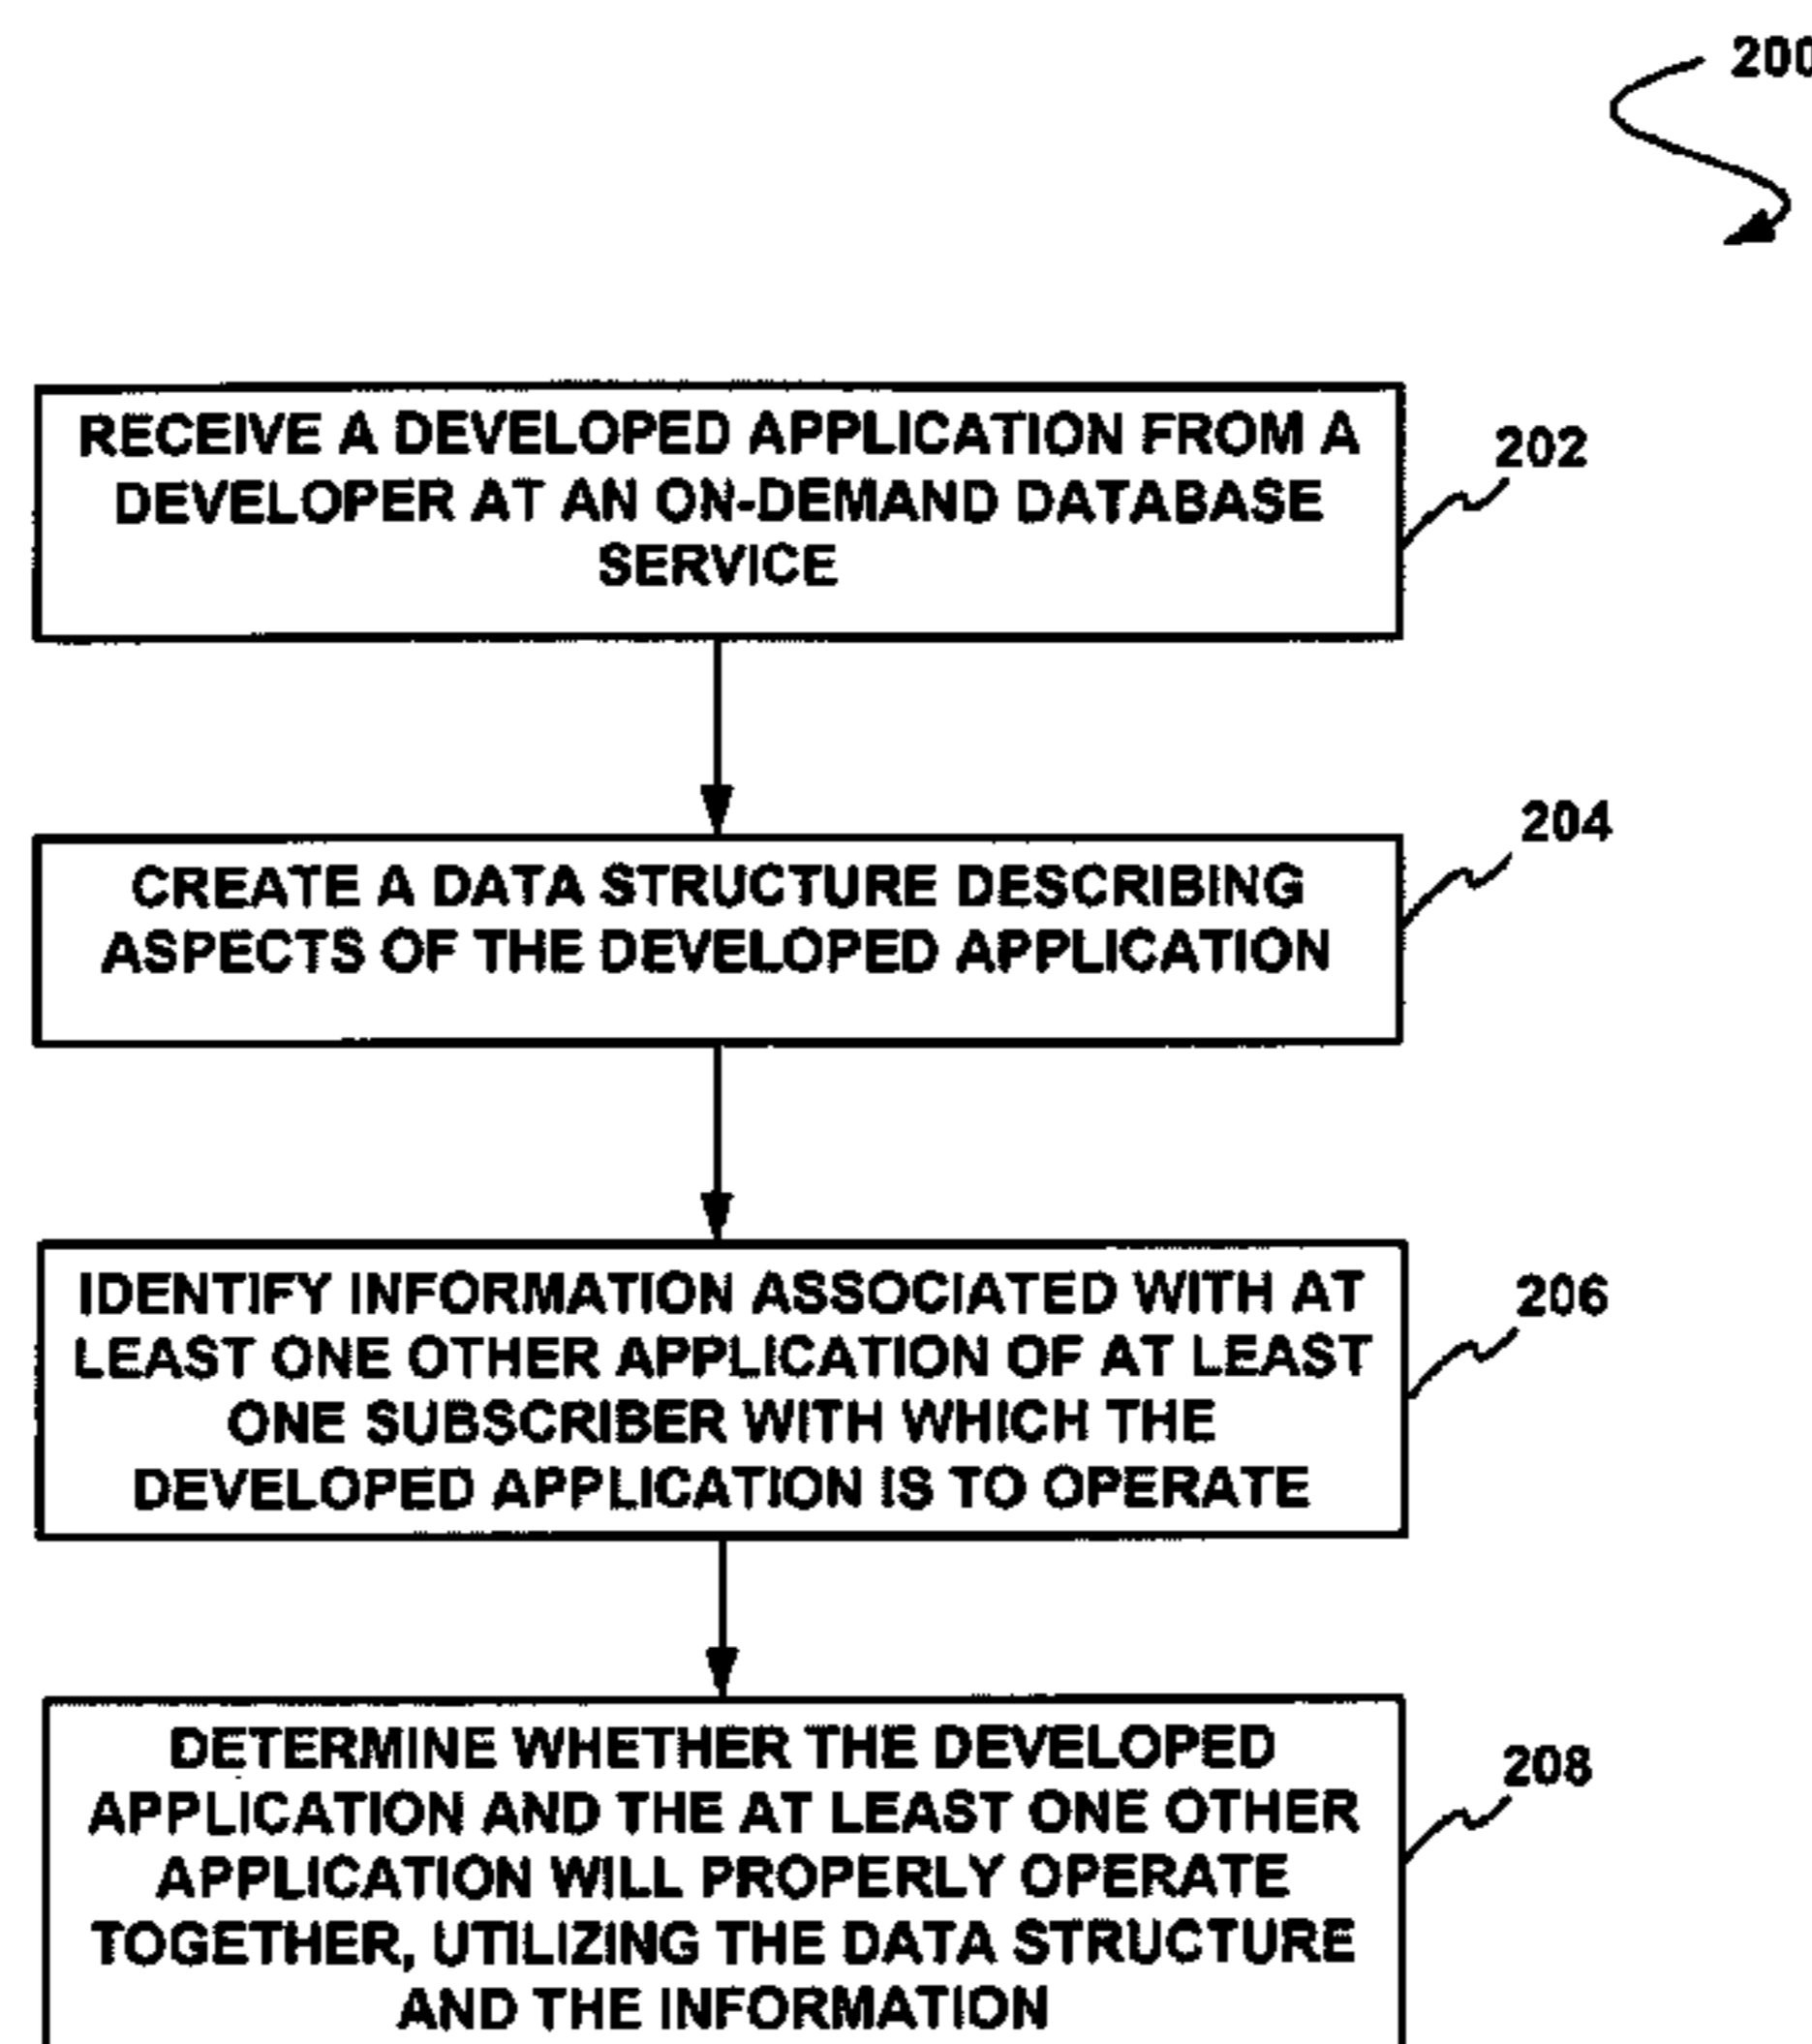 200
RECEIVE A DEVELOPED APPLICATION FROM A
DEVELOPER AT AN ON-DEMAND DATABASE
SERVICE
202
CREATE A DATA STRUCTURE DESCRIBING
ASPECTS OF THE DEVELOPED APPLICATION
204
IDENTIFY INFORMATION ASSOCIATED WITH AT
LEAST ONE OTHER APPLICATION OF AT LEAST
ONE SUBSCRIBER WITH WHICH THE
DEVELOPED APPLICATION IS TO OPERATE
206
DETERMINE WHETHER THE DEVELOPED
APPLICATION AND THE AT LEAST ONE OTHER
APPLICATION WILL PROPERLY OPERATE
TOGETHER, UTILIZING THE DATA STRUCTURE
AND THE INFORMATION
208